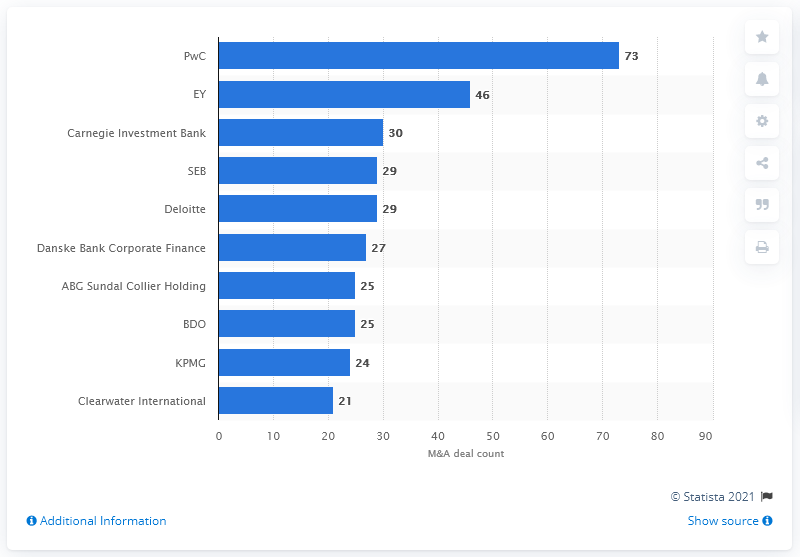 PwC 73
EY 46
Carnegie Investment Bank 30
SEB 29
Deloitte 29
Danske Bank Corporate Finance 27
ABG Sundal Collier Holding 25
BDO 25
KPMG 24
Clearwater International 21
0 10 20 30 40 50 60 70 80 90
M&A deal count
© Statista 2021
Additional Information
Show source